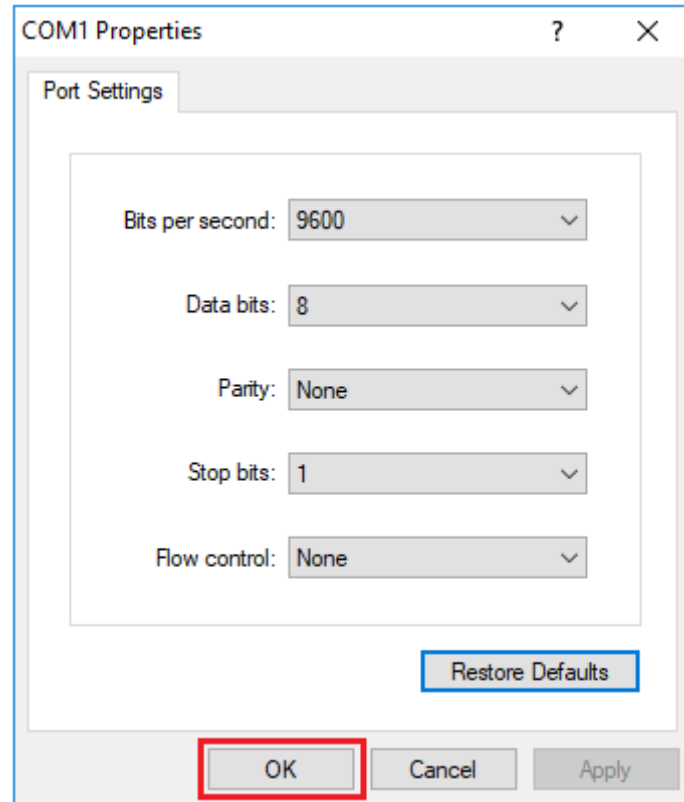 COM1 Properties ?
Port Settings
Bits per second: 9600
Data bits: 8
Parity: None
Stop bits: 1
Flow control: None
Restore Defaults
OK Cancel Apply